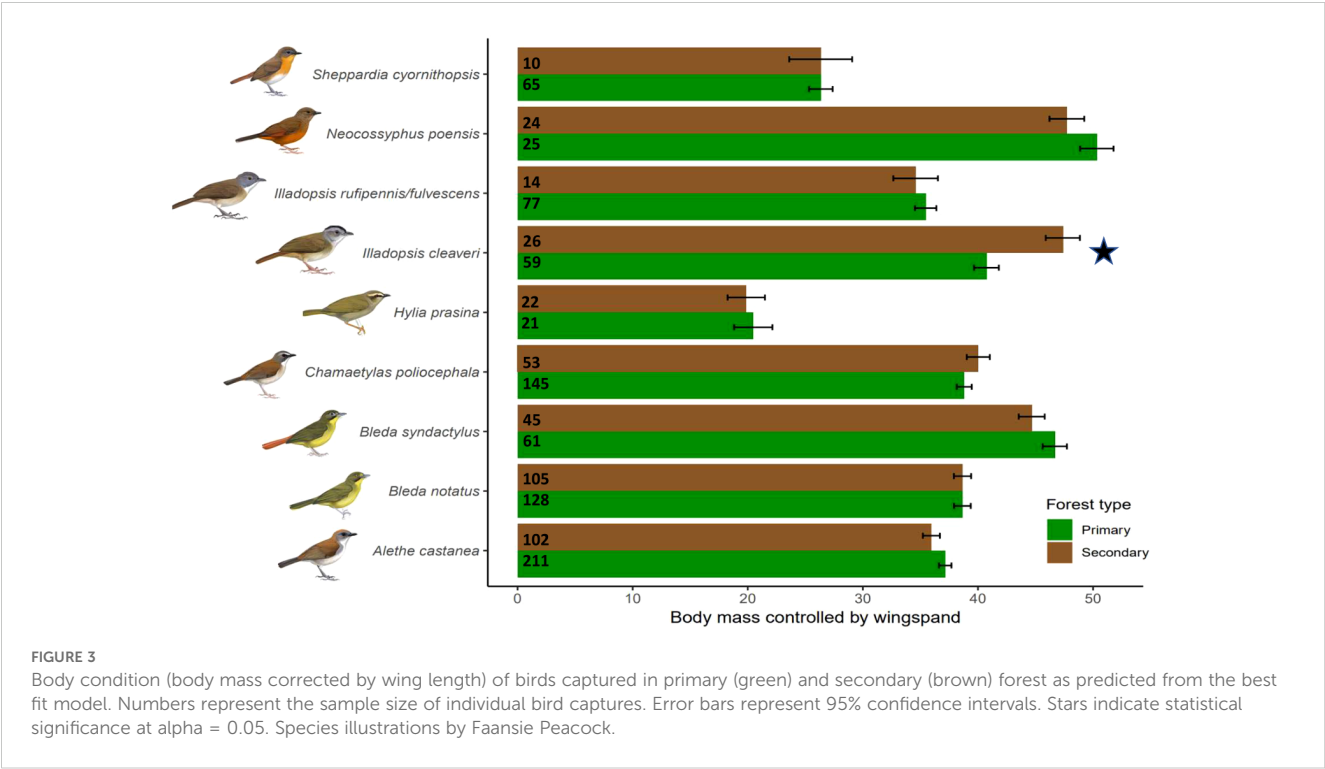 Sheppardia cyornithopsis
10
65
Neocossyphus poensis
24
25
Illadopsis rufipennis/fulvescens
14
77
Illadopsis cleaveri
26
59
Hylia prasina
22
21
Chamaetylas poliocephala
53
145
Bleda syndactylus
45
61
Bleda notatus
105
128
Alethe castanea
102
211
Forest type
Primary
Secondary
0 10 20 30 40 50
Body mass controlled by wingspand
FIGURE 3
Body condition (body mass corrected by wing length) of birds captured in primary (green) and secondary (brown) forest as predicted from the best
fit model. Numbers represent the sample size of individual bird captures. Error bars represent 95% confidence intervals. Stars indicate statistical
significance at alpha = 0.05. Species illustrations by Faansie Peacock.